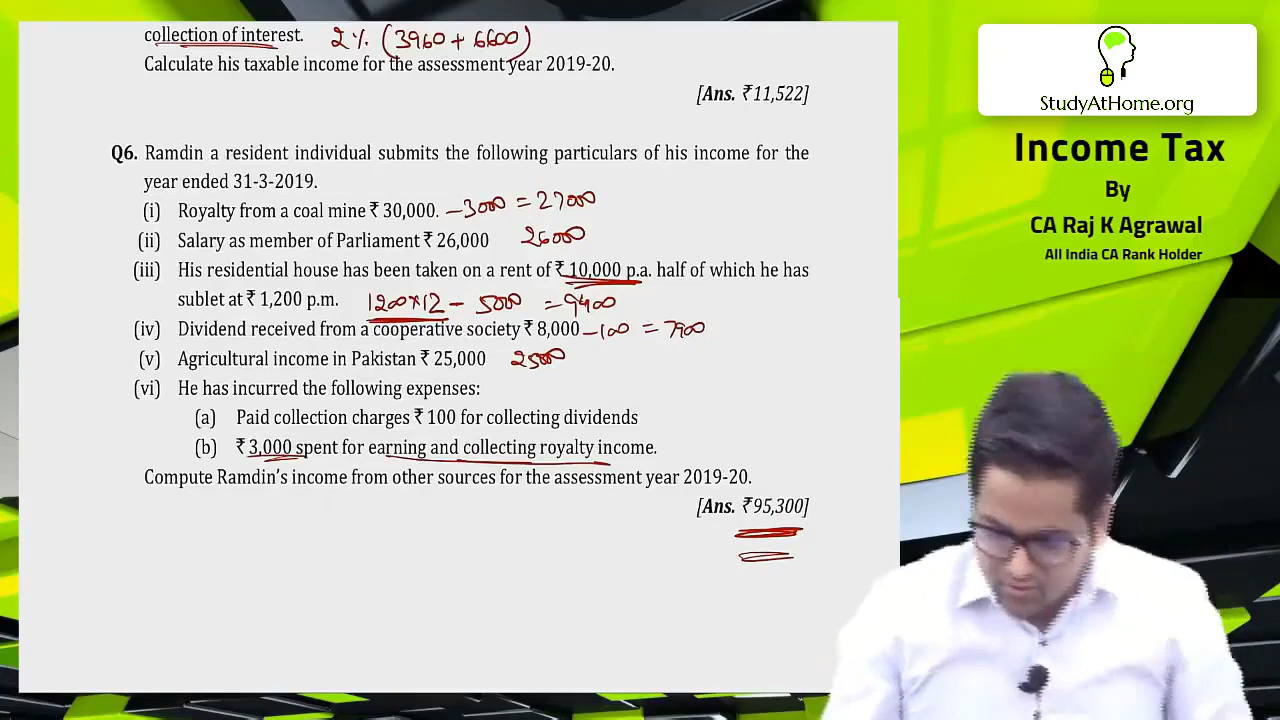 collection of interest. 2% (3960 + 6600)
Calculate his taxable income for the assessment year 2019-20.
[Ans. ₹11,522]
Q6. Ramdin a resident individual submits the following particulars of his income for the
year ended 31-3-2019.
(i) Royalty from a coal mine ₹ 30,000. -3000 = 27000
(ii) Salary as member of Parliament ₹ 26,000 26000
(iii) His residential house has been taken on a rent of ₹ 10,000 p.a. half of which he has
sublet at ₹ 1,200 p.m. 1200×12 - 5000 = 9400
(iv) Dividend received from a cooperative society ₹ 8,000 -100 = 7900
(v) Agricultural income in Pakistan ₹ 25,000 25000
(vi) He has incurred the following expenses:
(a) Paid collection charges ₹ 100 for collecting dividends
(b) ₹ 3,000 spent for earning and collecting royalty income.
Compute Ramdin's income from other sources for the assessment year 2019-20.
[Ans. ₹95,300]
StudyAtHome.org
Income Tax
By
CA Raj K Agrawal
All India CA Rank Holder